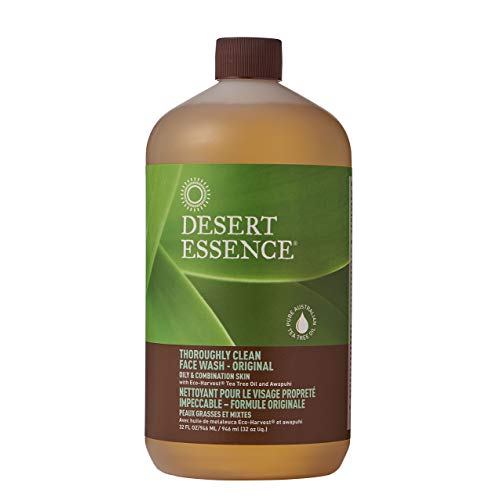 DESERT
ESSENCE®
PURE AUSTRALIAN
TEA TREE OIL
THOROUGHLY CLEAN
FACE WASH - ORIGINAL
OILY & COMBINATION SKIN
with Eco-Harvest® Tea Tree Oil and Awapuhi
NETTOYANT POUR LE VISAGE PROPRETÉ
IMPECCABLE – FORMULE ORIGINALE
PEAUX GRASSES ET MIXTES
Avec huile de melaleuca Eco-Harvest® et awapuhi
32 FL OZ/946 ML / 946 ml (32 oz liq.)